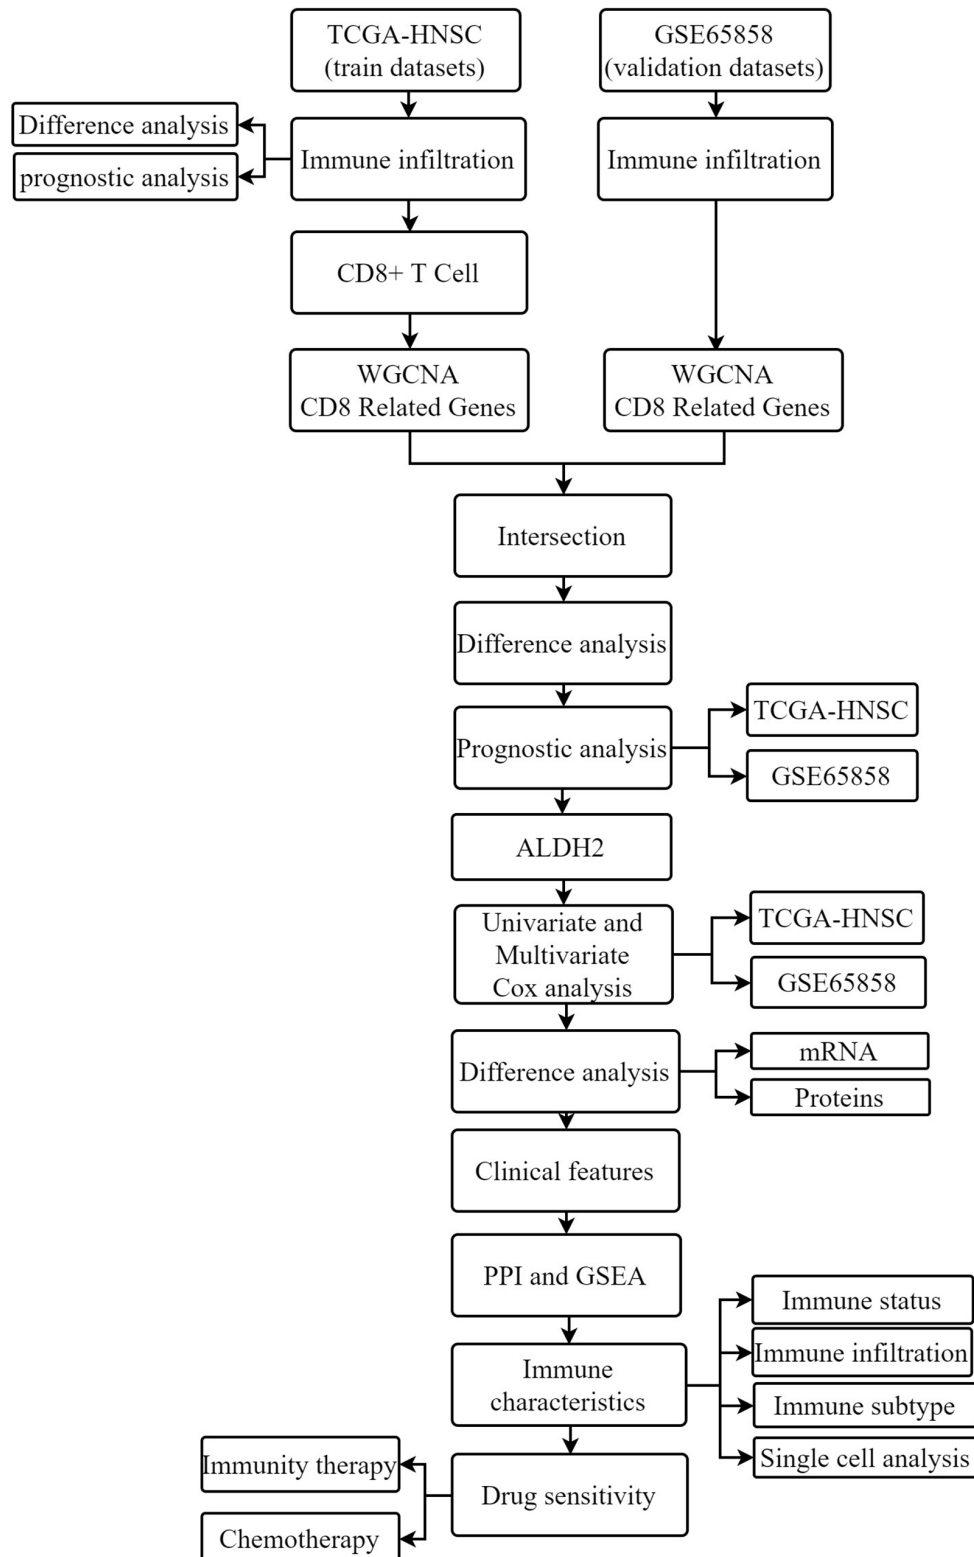 TCGA-HNSC
(train datasets)
GSE65858
(validation datasets)
Difference analysis
prognostic analysis
Immune infiltration
Immune infiltration
CD8+ T Cell
WGCNA
CD8 Related Genes
WGCNA
CD8 Related Genes
Intersection
Difference analysis
Prognostic analysis
TCGA-HNSC
GSE65858
ALDH2
Univariate and
Multivariate
Cox analysis
TCGA-HNSC
GSE65858
Difference analysis
mRNA
Proteins
Clinical features
PPI and GSEA
Immune
characteristics
Immune status
Immune infiltration
Immune subtype
Single cell analysis
Drug sensitivity
Immunity therapy
Chemotherapy